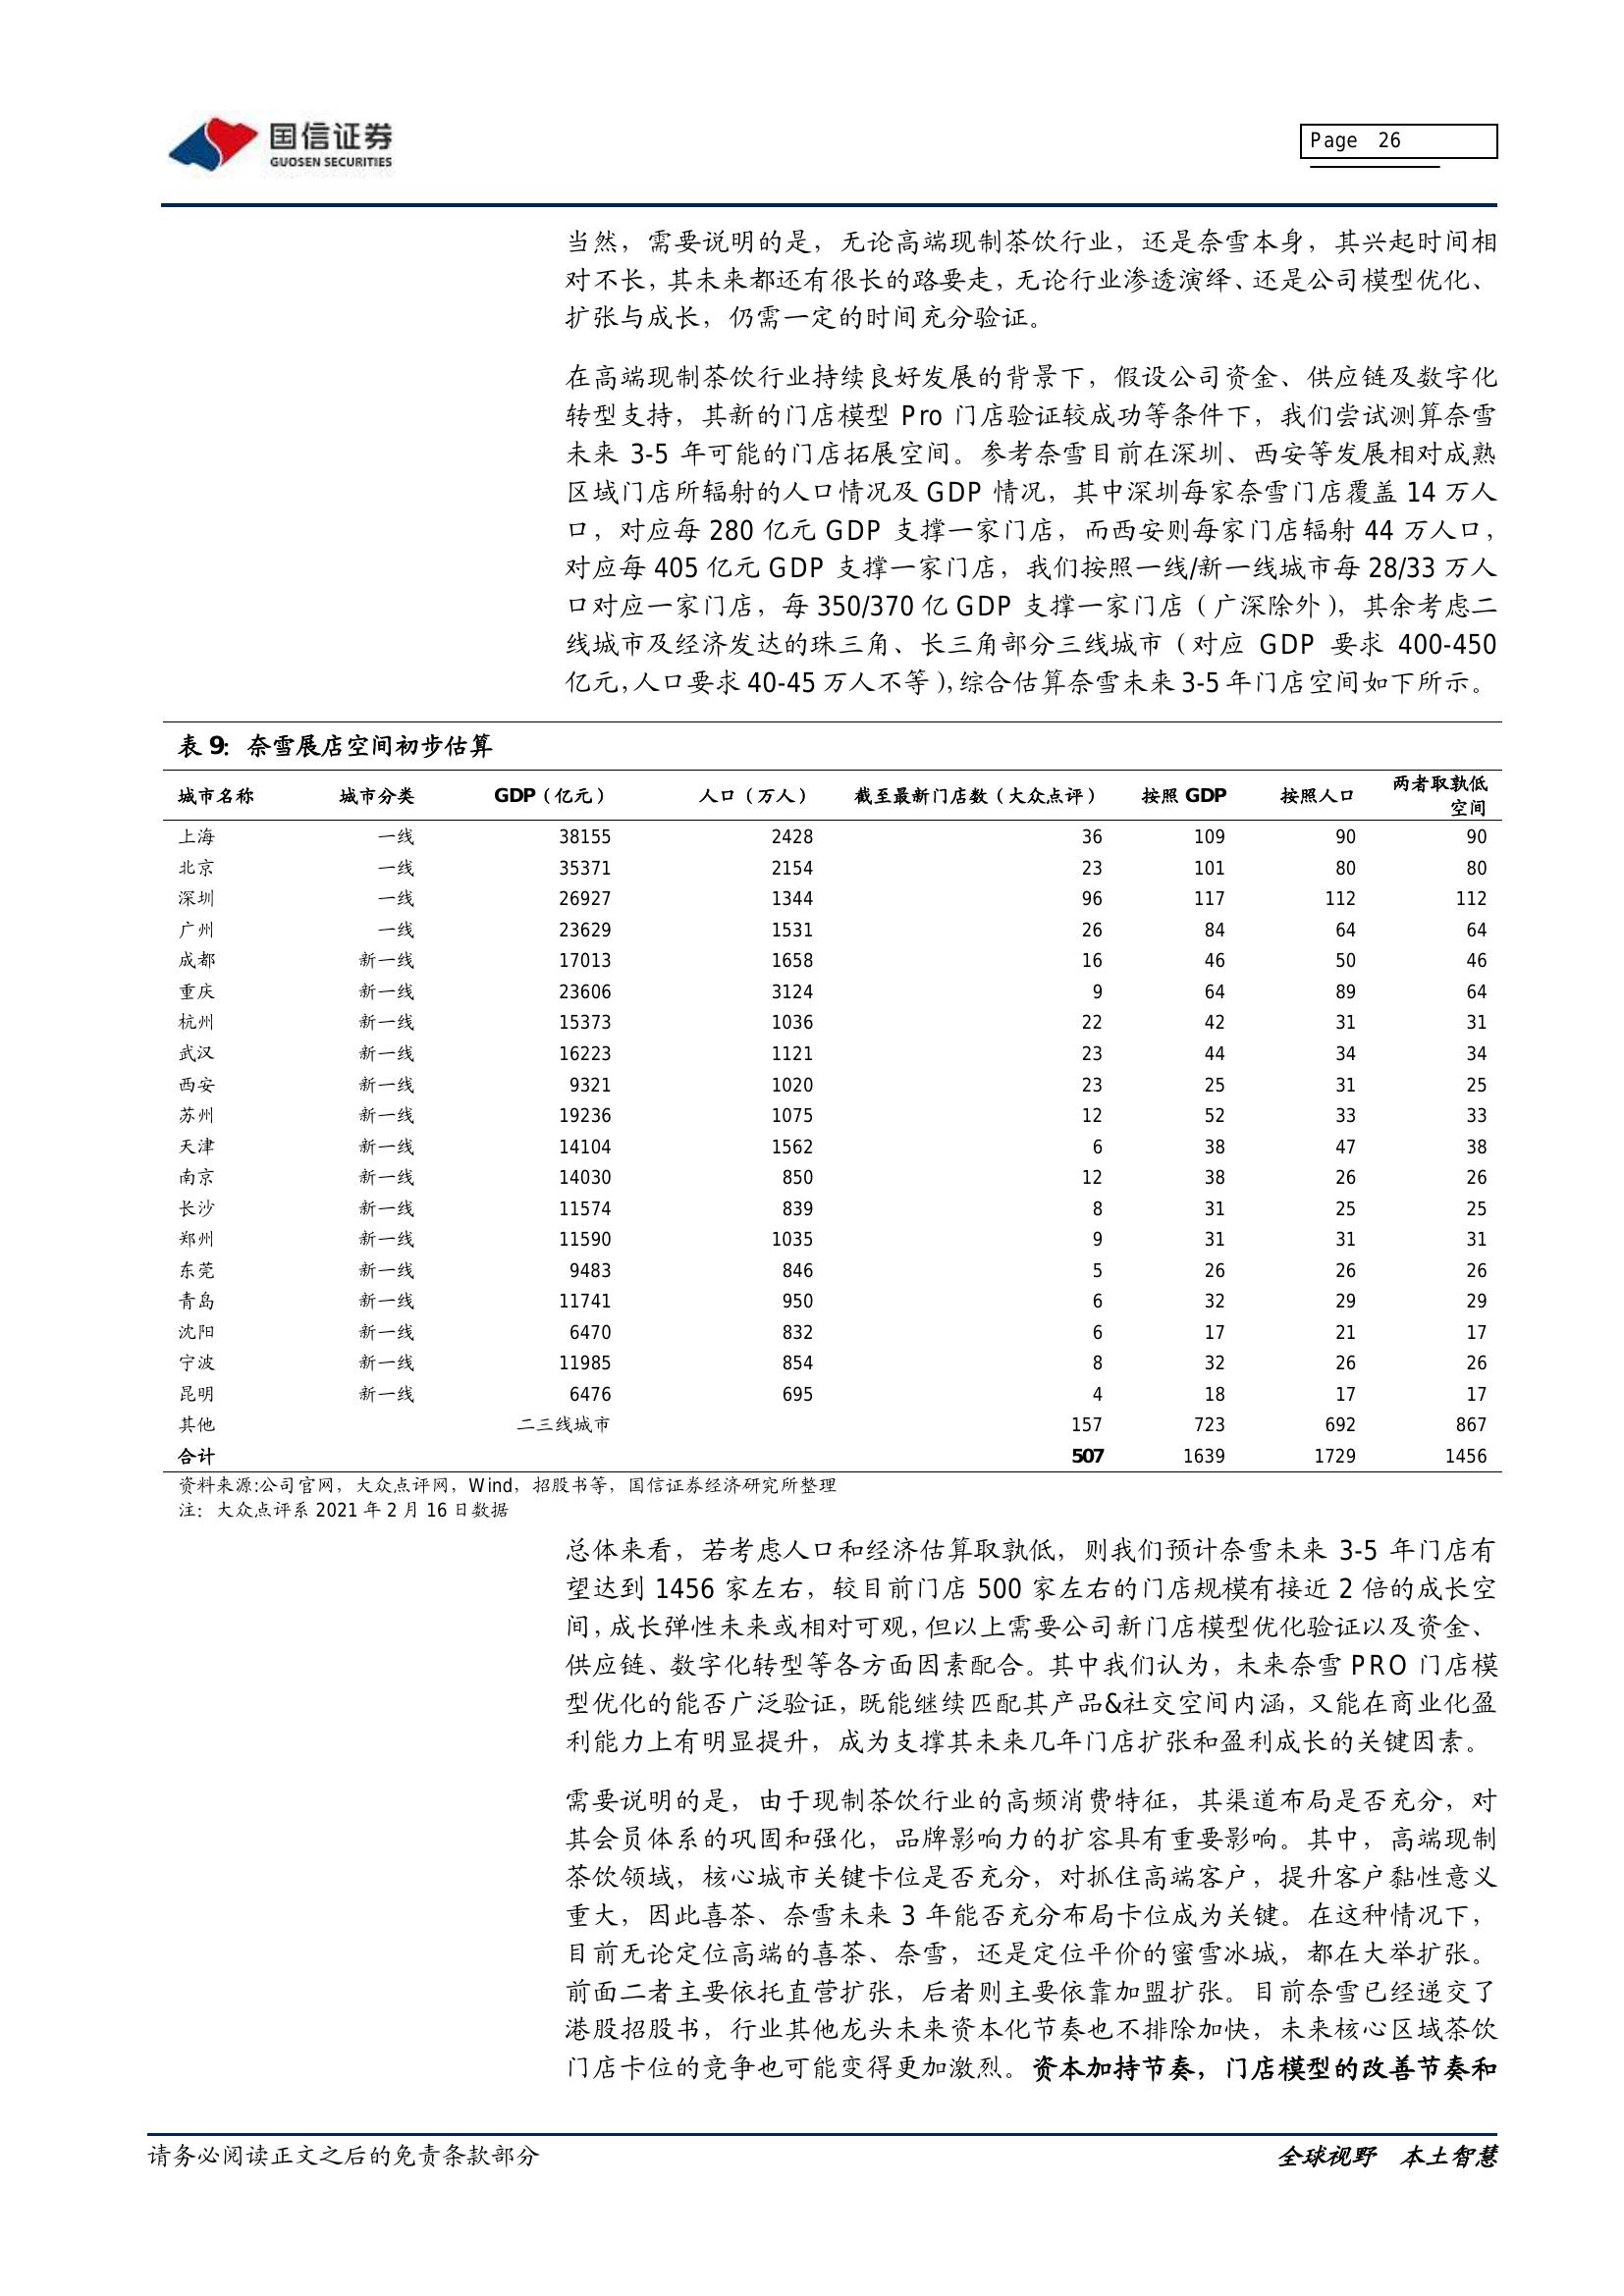 国信证券
GUOSEN SECURITIES
Page 26
当然，需要说明的是，无论高端现制茶饮行业，还是奈雪本身，其兴起时间相
对不长，其未来都还有很长的路要走，无论行业渗透演绎、还是公司模型优化、
扩张与成长，仍需一定的时间充分验证。
在高端现制茶饮行业持续良好发展的背景下，假设公司资金、供应链及数字化
转型支持，其新的门店模型 Pro 门店验证较成功等条件下，我们尝试测算奈雪
未来 3-5 年可能的门店拓展空间。参考奈雪目前在深圳、西安等发展相对成熟
区域门店所辐射的人口情况及 GDP 情况，其中深圳每家奈雪门店覆盖 14 万人
口，对应每 280 亿元 GDP 支撑一家门店，而西安则每家门店辐射 44 万人口，
对应每 405 亿元 GDP 支撑一家门店，我们按照一线/新一线城市每 28/33 万人
口对应一家门店，每 350/370 亿 GDP 支撑一家门店（广深除外），其余考虑二
线城市及经济发达的珠三角、长三角部分三线城市（对应 GDP 要求 400-450
亿元，人口要求 40-45 万人不等），综合估算奈雪未来 3-5 年门店空间如下所示。
表 9：奈雪展店空间初步估算
城市名称 城市分类 GDP（亿元） 人口（万人） 截至最新门店数（大众点评） 按照 GDP 按照人口 两者取孰低
空间
上海 一线 38155 2428 36 109 90 90
北京 一线 35371 2154 23 101 80 80
深圳 一线 26927 1344 96 117 112 112
广州 一线 23629 1531 26 84 64 64
成都 新一线 17013 1658 16 46 50 46
重庆 新一线 23606 3124 9 64 89 64
杭州 新一线 15373 1036 22 42 31 31
武汉 新一线 16223 1121 23 44 34 34
西安 新一线 9321 1020 23 25 31 25
苏州 新一线 19236 1075 12 52 33 33
天津 新一线 14104 1562 6 38 47 38
南京 新一线 14030 850 12 38 26 26
长沙 新一线 11574 839 8 31 25 25
郑州 新一线 11590 1035 9 31 31 31
东莞 新一线 9483 846 5 26 26 26
青岛 新一线 11741 950 6 32 29 29
沈阳 新一线 6470 832 6 17 21 17
宁波 新一线 11985 854 8 32 26 26
昆明 新一线 6476 695 4 18 17 17
其他 二三线城市 157 723 692 867
合计 507 1639 1729 1456
资料来源:公司官网，大众点评网，Wind，招股书等，国信证券经济研究所整理
注：大众点评系 2021 年 2 月 16 日数据
总体来看，若考虑人口和经济估算取孰低，则我们预计奈雪未来 3-5 年门店有
望达到 1456 家左右，较目前门店 500 家左右的门店规模有接近 2 倍的成长空
间，成长弹性未来或相对可观，但以上需要公司新门店模型优化验证以及资金、
供应链、数字化转型等各方面因素配合。其中我们认为，未来奈雪 PRO 门店模
型优化的能否广泛验证，既能继续匹配其产品&社交空间内涵，又能在商业化盈
利能力上有明显提升，成为支撑其未来几年门店扩张和盈利成长的关键因素。
需要说明的是，由于现制茶饮行业的高频消费特征，其渠道布局是否充分，对
其会员体系的巩固和强化，品牌影响力的扩容具有重要影响。其中，高端现制
茶饮领域，核心城市关键卡位是否充分，对抓住高端客户，提升客户黏性意义
重大，因此喜茶、奈雪未来 3 年能否充分布局卡位成为关键。在这种情况下，
目前无论定位高端的喜茶、奈雪，还是定位平价的蜜雪冰城，都在大举扩张。
前面二者主要依托直营扩张，后者则主要依靠加盟扩张。目前奈雪已经递交了
港股招股书，行业其他龙头未来资本化节奏也不排除加快，未来核心区域茶饮
门店卡位的竞争也可能变得更加激烈。资本加持节奏，门店模型的改善节奏和
请务必阅读正文之后的免责条款部分
全球视野 本土智慧